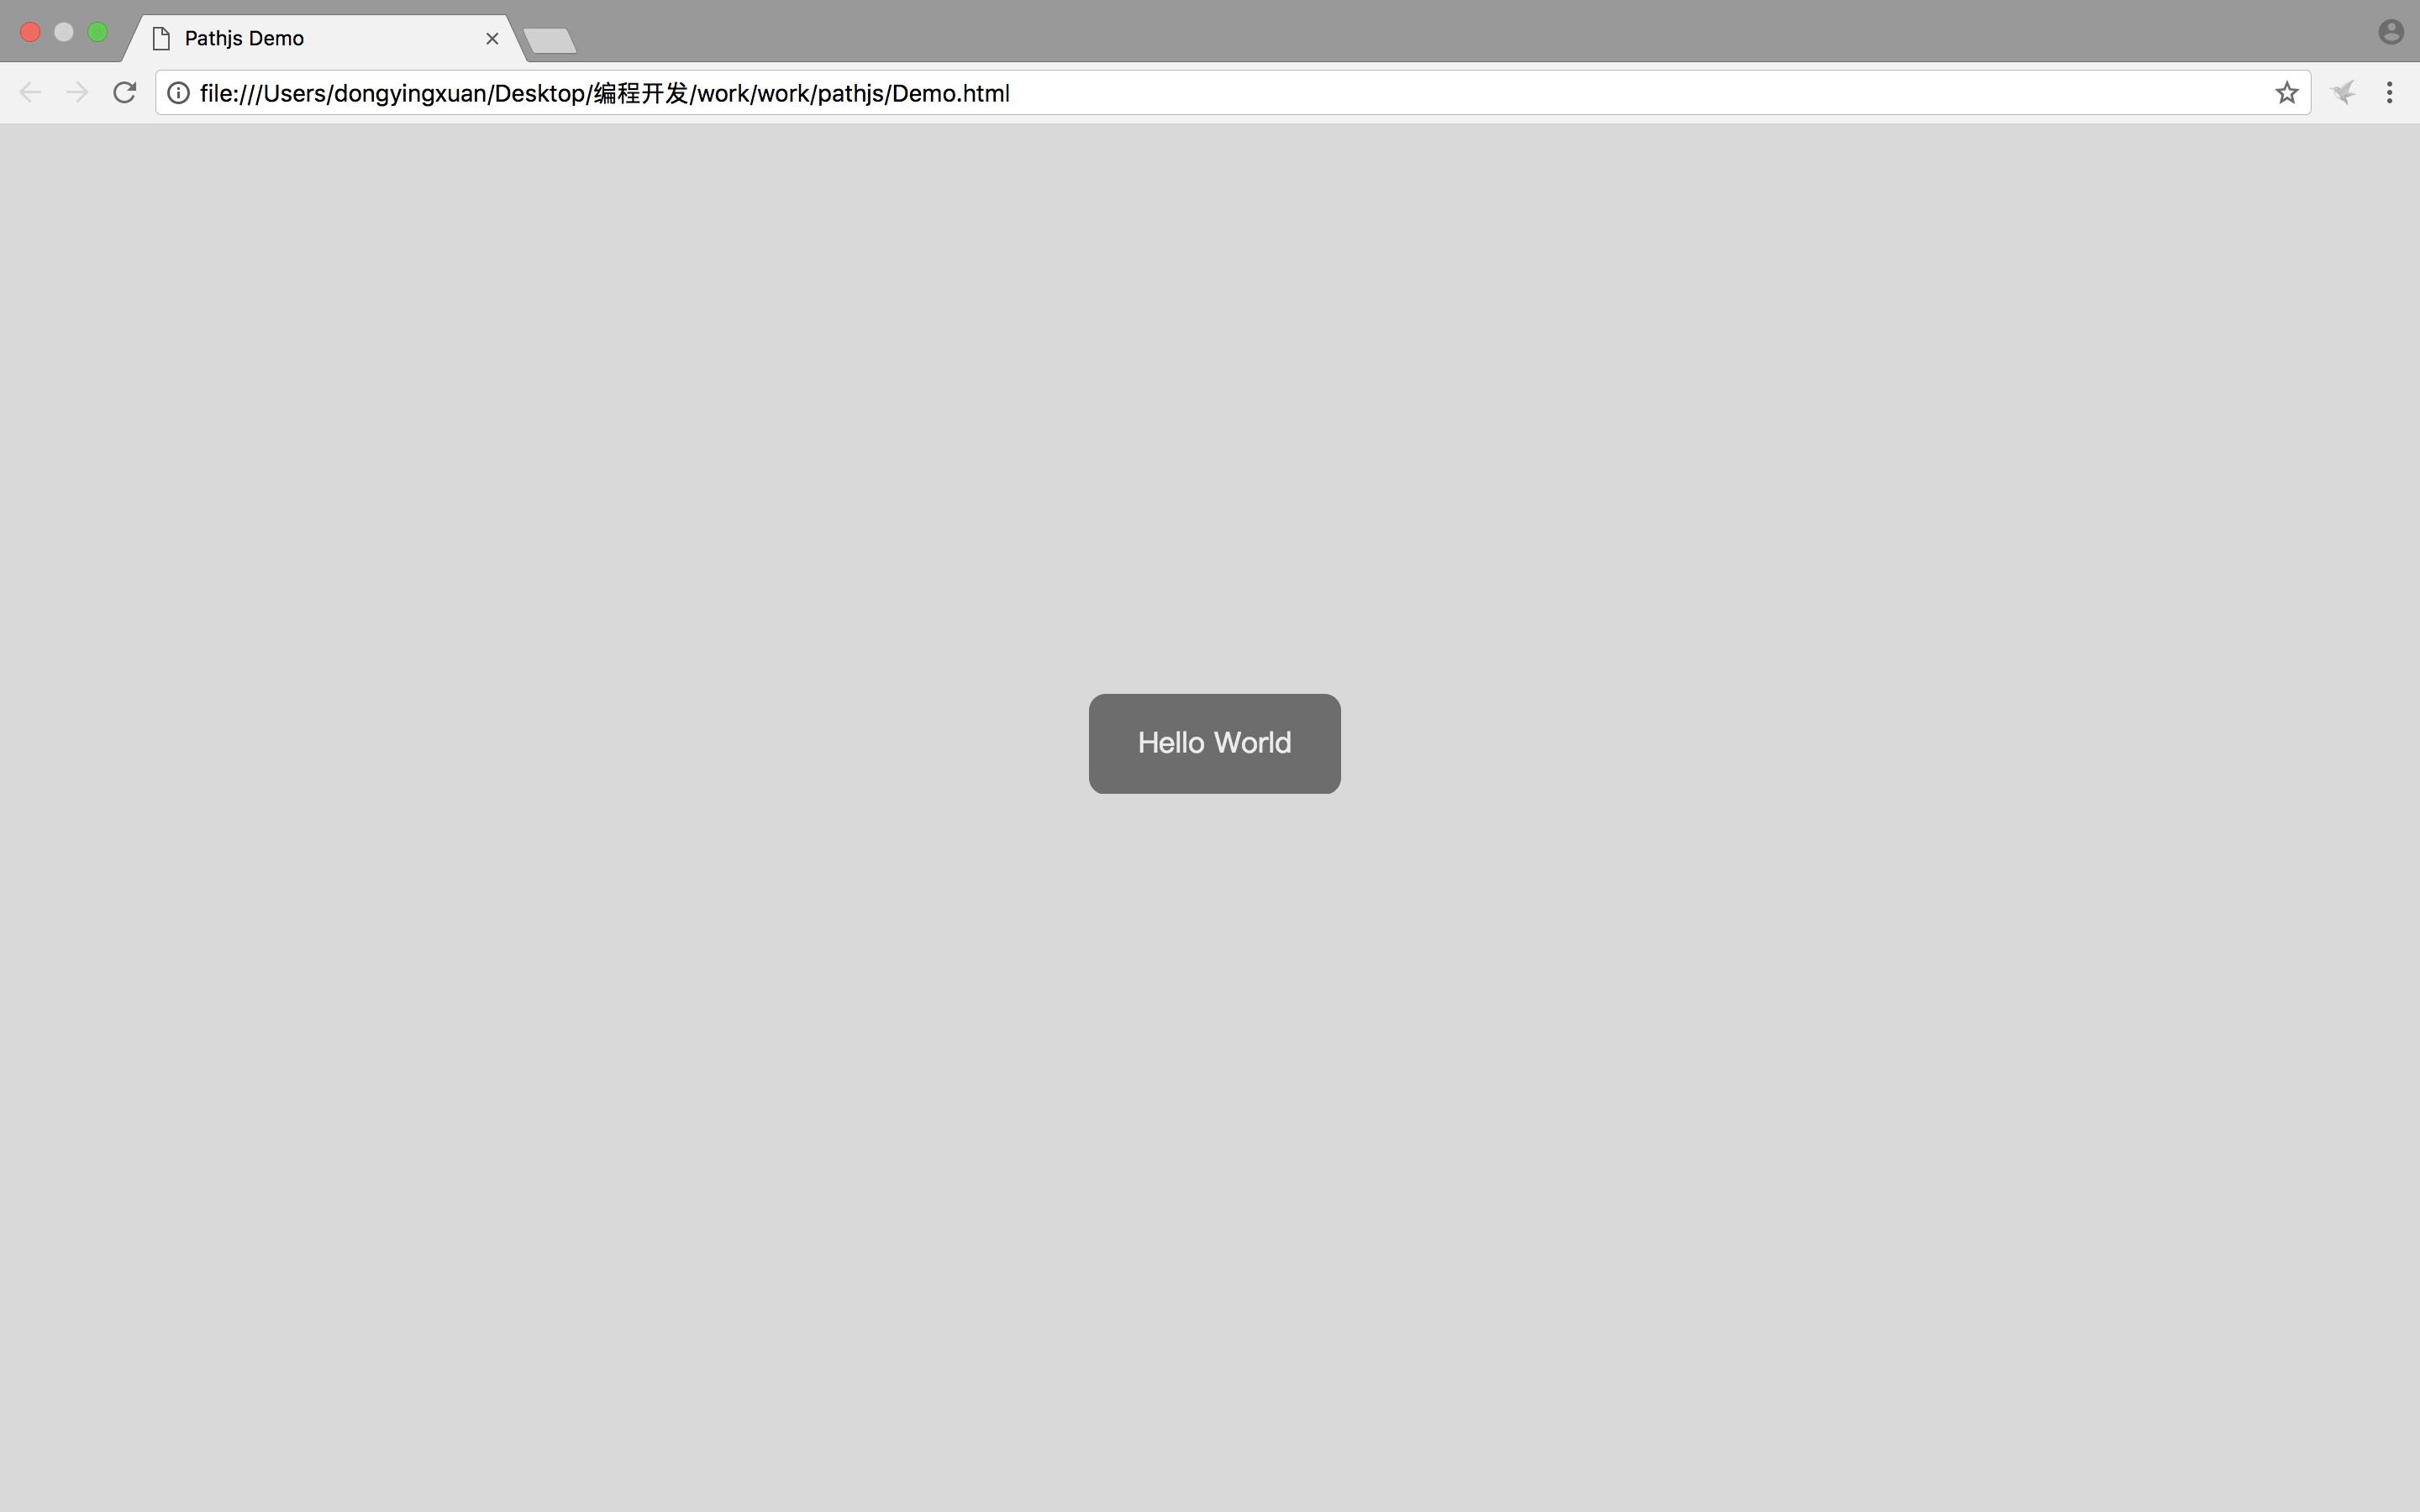 Pathjs Demo
file:///Users/dongyingxuan/Desktop/编程开发/work/work/pathjs/Demo.html
Hello World